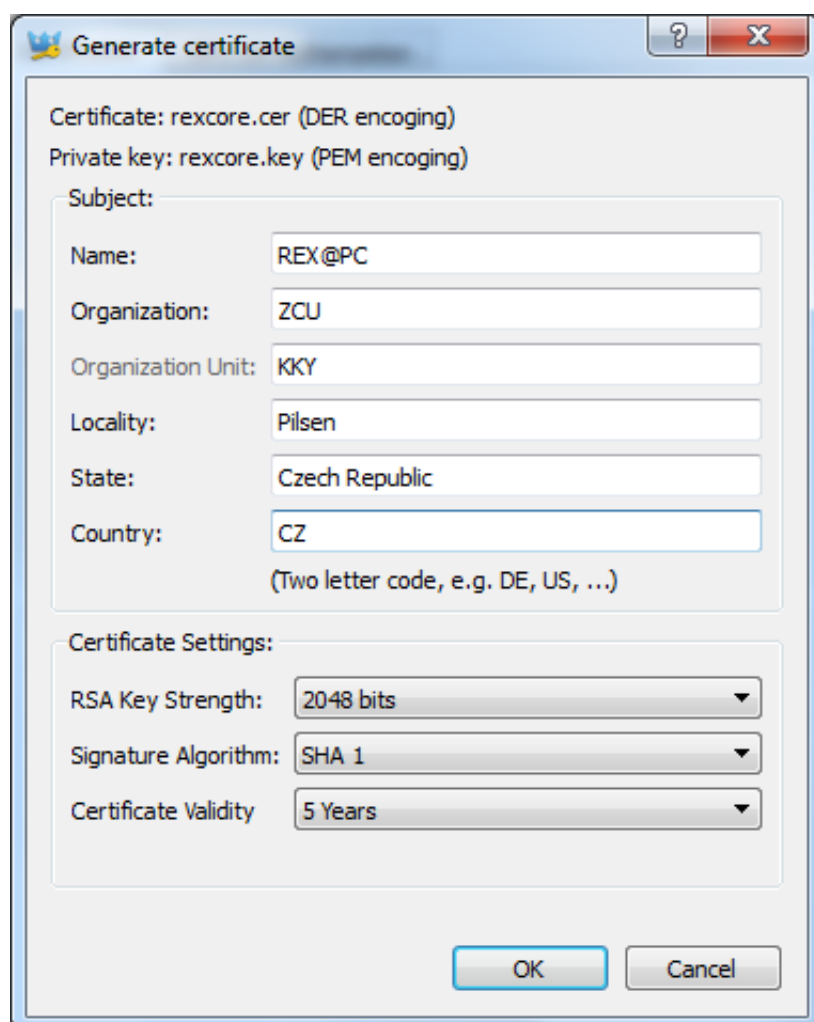 Generate certificate
Certificate: rexcore.cer (DER encoging)
Private key: rexcore.key (PEM encoging)
Subject:
Name: REX@PC
Organization: ZCU
Organization Unit: KKY
Locality: Pilsen
State: Czech Republic
Country: CZ
(Two letter code, e.g. DE, US, ...)
Certificate Settings:
RSA Key Strength: 2048 bits
Signature Algorithm: SHA 1
Certificate Validity 5 Years
OK Cancel